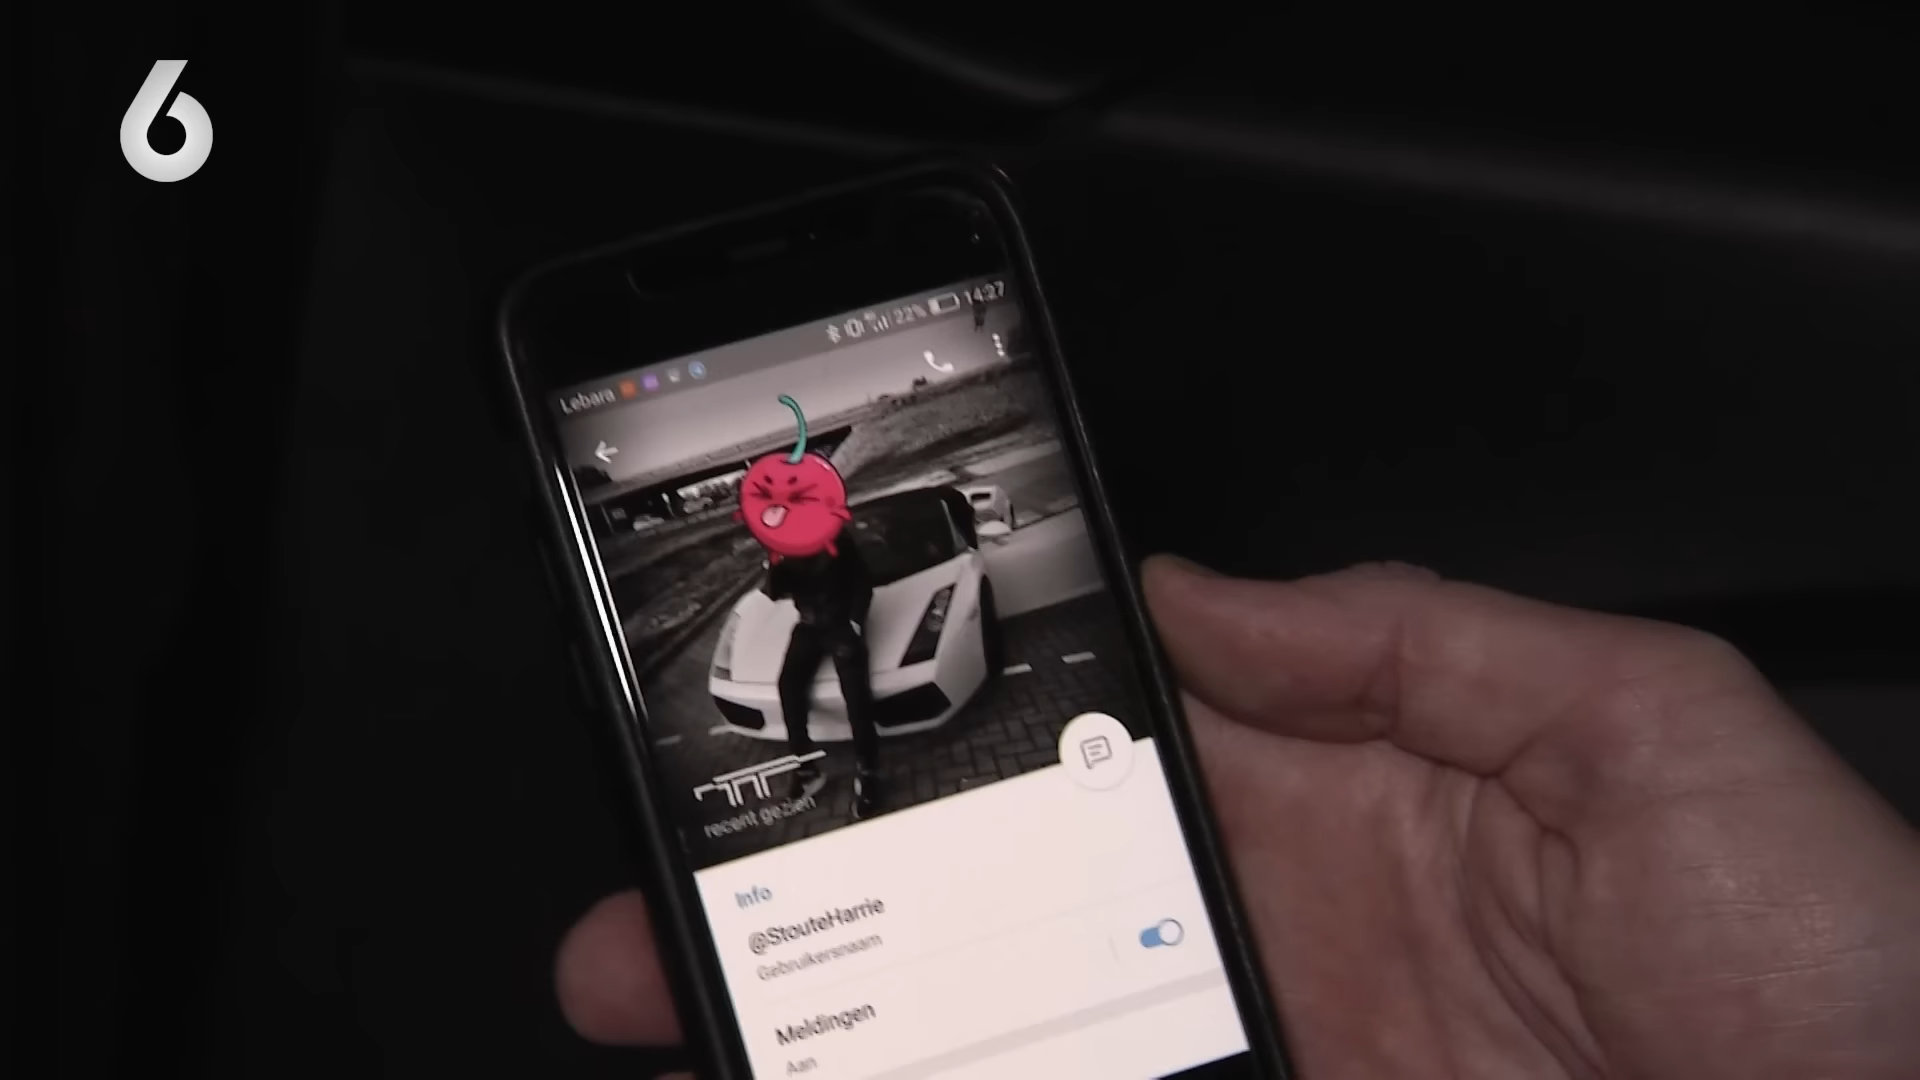 6
Lebara 22% 14:27
recent gezien
Info
@StouteHarrie
Gebruikersnaam
Meldingen
Aan